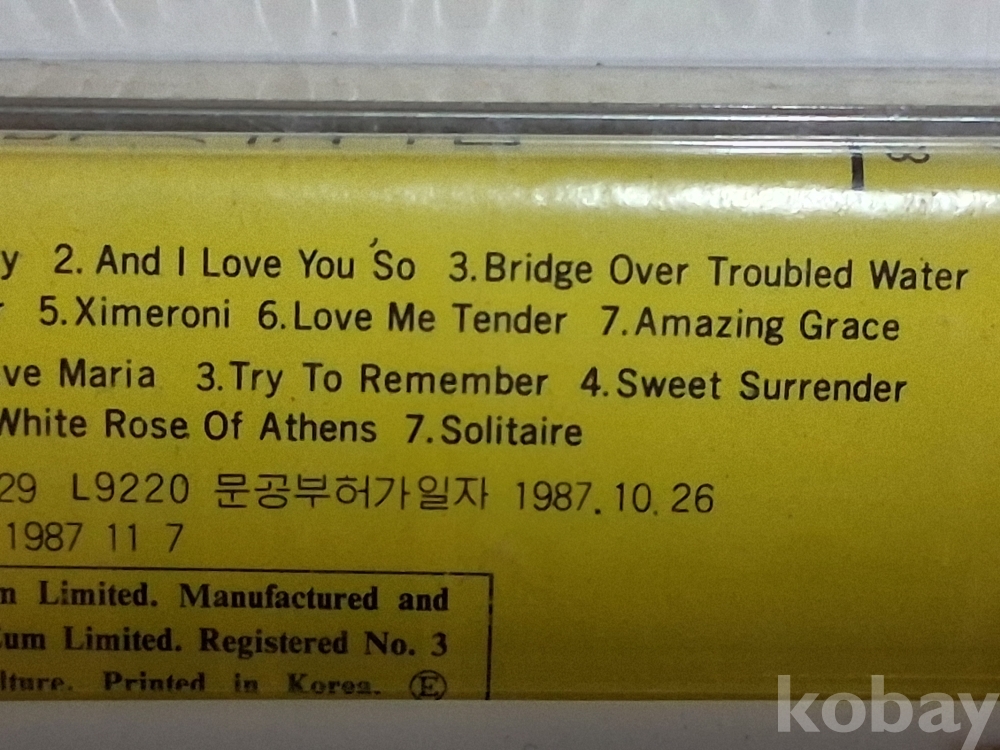 y 2. And I Love You So 3. Bridge Over Troubled Water
5. Ximeroni 6. Love Me Tender 7. Amazing Grace
ve Maria 3. Try To Remember 4. Sweet Surrender
White Rose Of Athens 7. Solitaire
29 L9220 문공부허가일자 1987. 10. 26
1987 11 7
m Limited. Manufactured and
um Limited. Registered No. 3
lture. Printed in Korea. Ⓔ
kobay